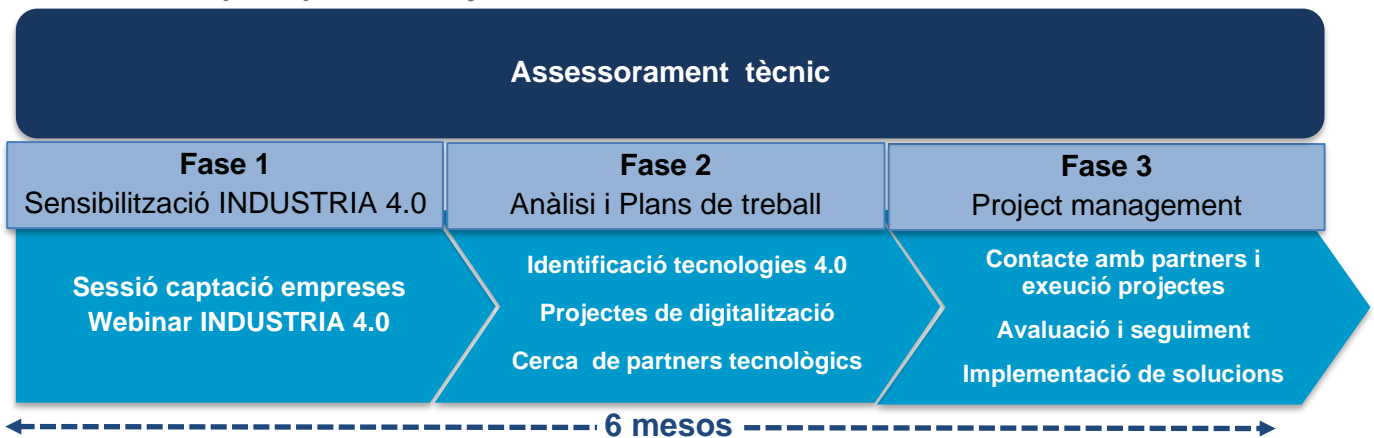 Assessorament tècnic
Fase 1
Sensibilització INDUSTRIA 4.0
Fase 2
Anàlisi i Plans de treball
Fase 3
Project management
Sessió captació empreses
Webinar INDUSTRIA 4.0
Identificació tecnologies 4.0
Projectes de digitalització
Cerca de partners tecnològics
Contacte amb partners i
exeució projectes
Avaluació i seguiment
Implementació de solucions
6 mesos